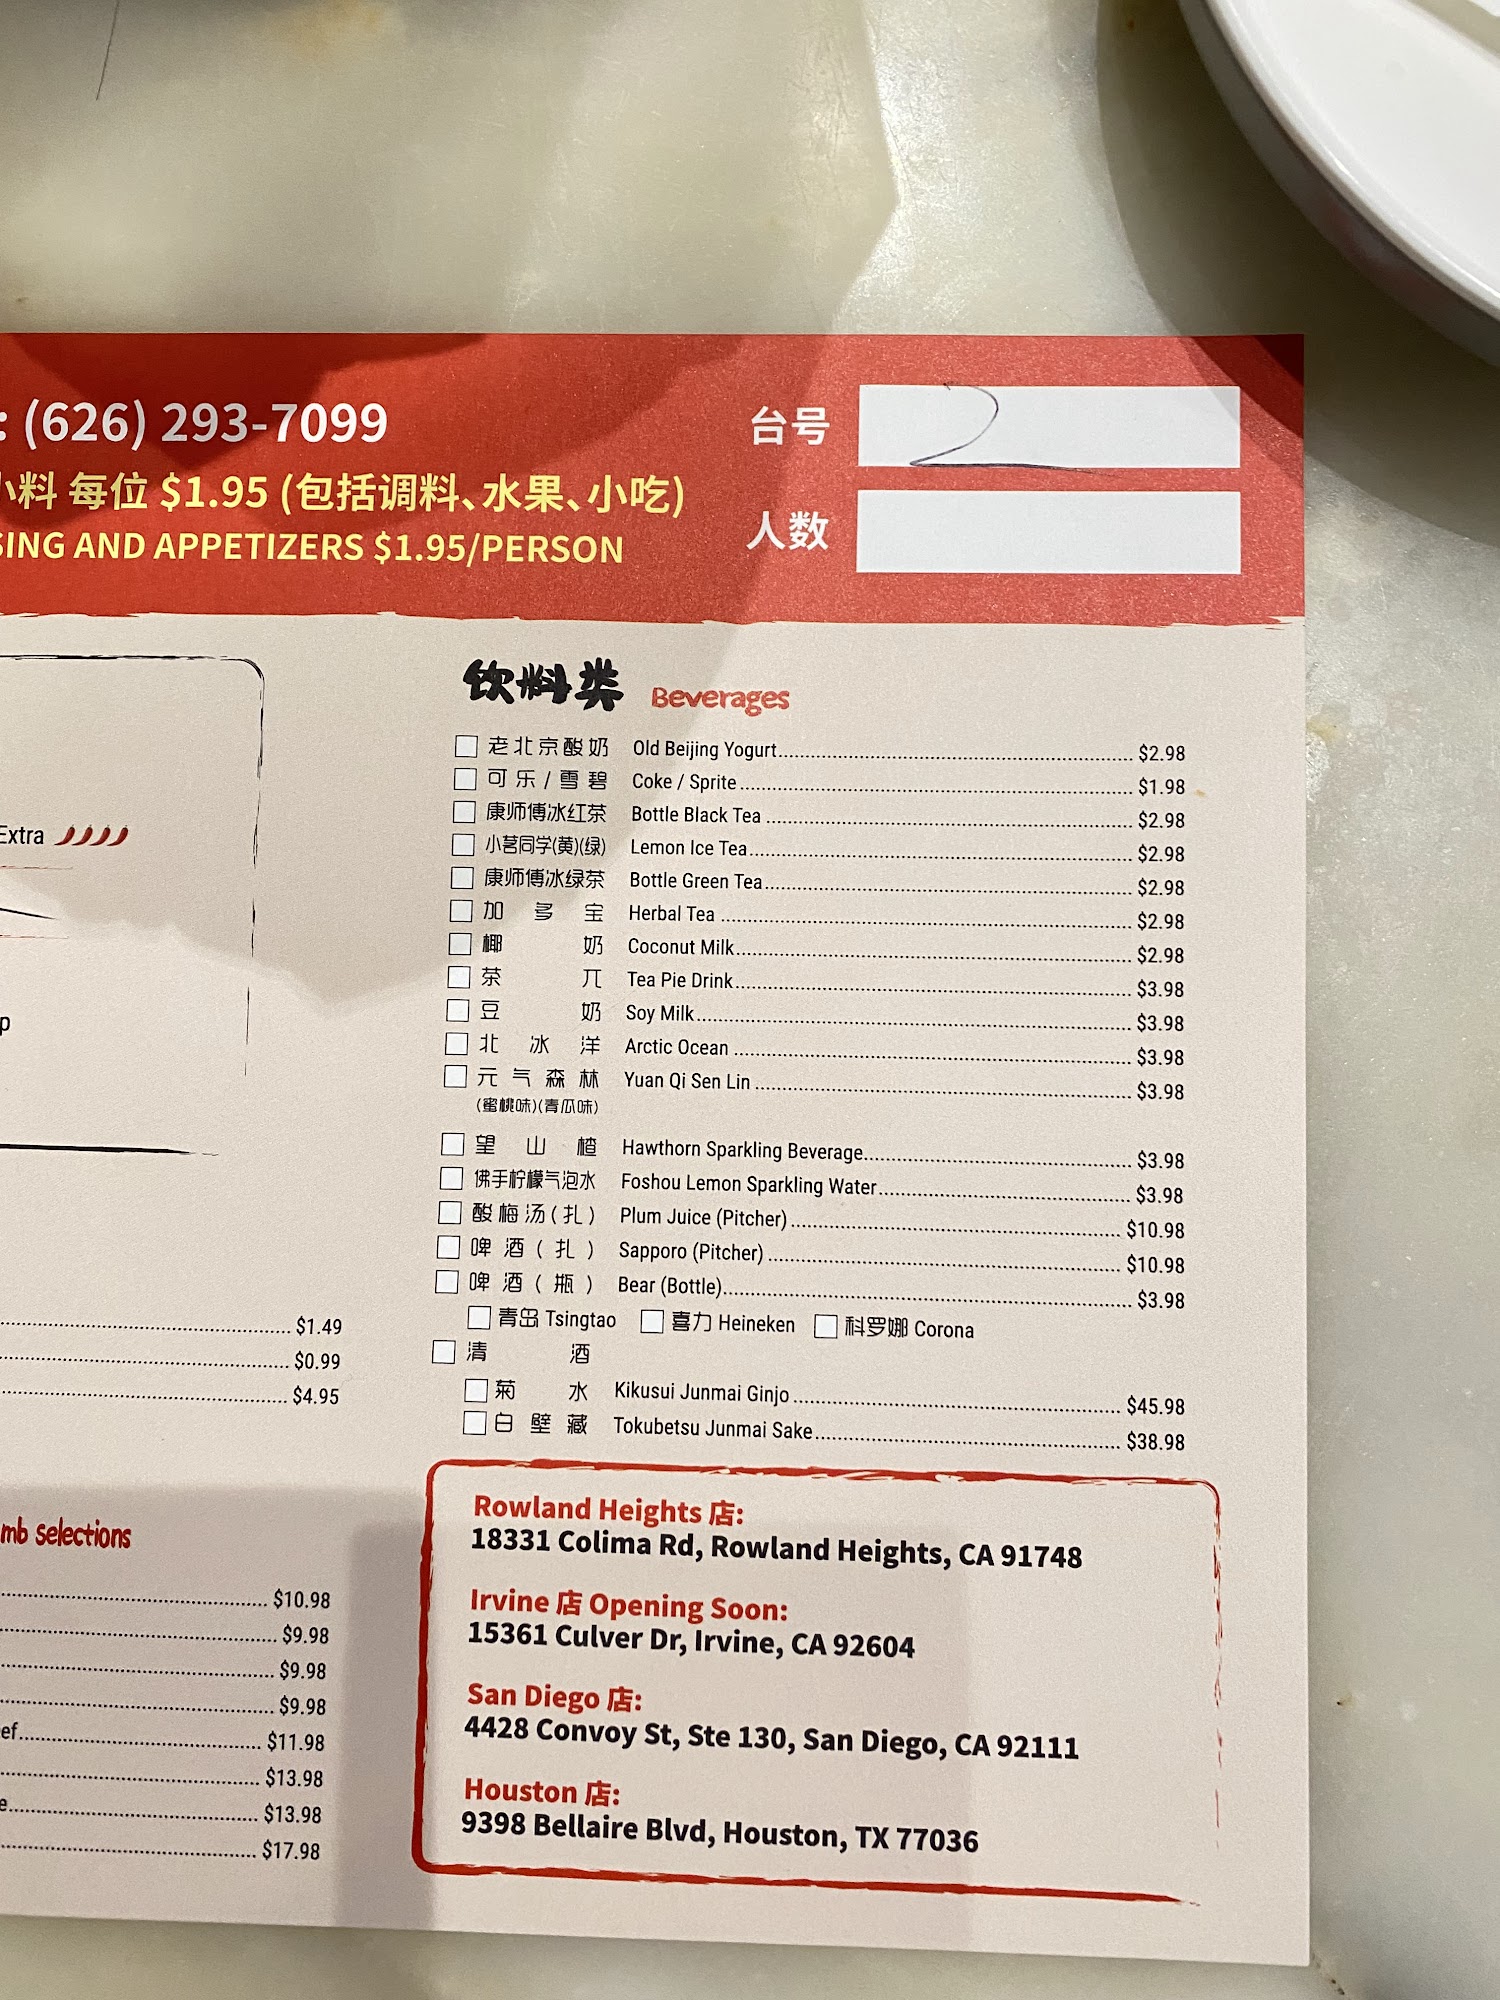 : (626) 293-7099
小料 每位 $1.95 (包括调料、水果、小吃)
SING AND APPETIZERS $1.95/PERSON
台号 2
人数
饮料类 Beverages
老北京酸奶 Old Beijing Yogurt $2.98
可乐/雪碧 Coke / Sprite $1.98
康师傅冰红茶 Bottle Black Tea $2.98
小茗同学(黄)(绿) Lemon Ice Tea $2.98
康师傅冰绿茶 Bottle Green Tea $2.98
加多宝 Herbal Tea $2.98
椰奶 Coconut Milk $2.98
茶兀 Tea Pie Drink $3.98
豆奶 Soy Milk $3.98
北冰洋 Arctic Ocean $3.98
元气森林 Yuan Qi Sen Lin $3.98
(蜜桃味)(青瓜味)
望山楂 Hawthorn Sparkling Beverage $3.98
佛手柠檬气泡水 Foshou Lemon Sparkling Water $3.98
酸梅汤(扎) Plum Juice (Pitcher) $10.98
啤酒(扎) Sapporo (Pitcher) $10.98
啤酒(瓶) Bear (Bottle) $3.98
青岛 Tsingtao 喜力 Heineken 科罗娜 Corona
清酒
菊水 Kikusui Junmai Ginjo $45.98
白壁藏 Tokubetsu Junmai Sake $38.98
Extra
p
$1.49
$0.99
$4.95
mb selections
$10.98
$9.98
$9.98
$9.98
ef $11.98
$13.98
e $13.98
$17.98
Rowland Heights 店:
18331 Colima Rd, Rowland Heights, CA 91748
Irvine 店 Opening Soon:
15361 Culver Dr, Irvine, CA 92604
San Diego 店:
4428 Convoy St, Ste 130, San Diego, CA 92111
Houston 店:
9398 Bellaire Blvd, Houston, TX 77036